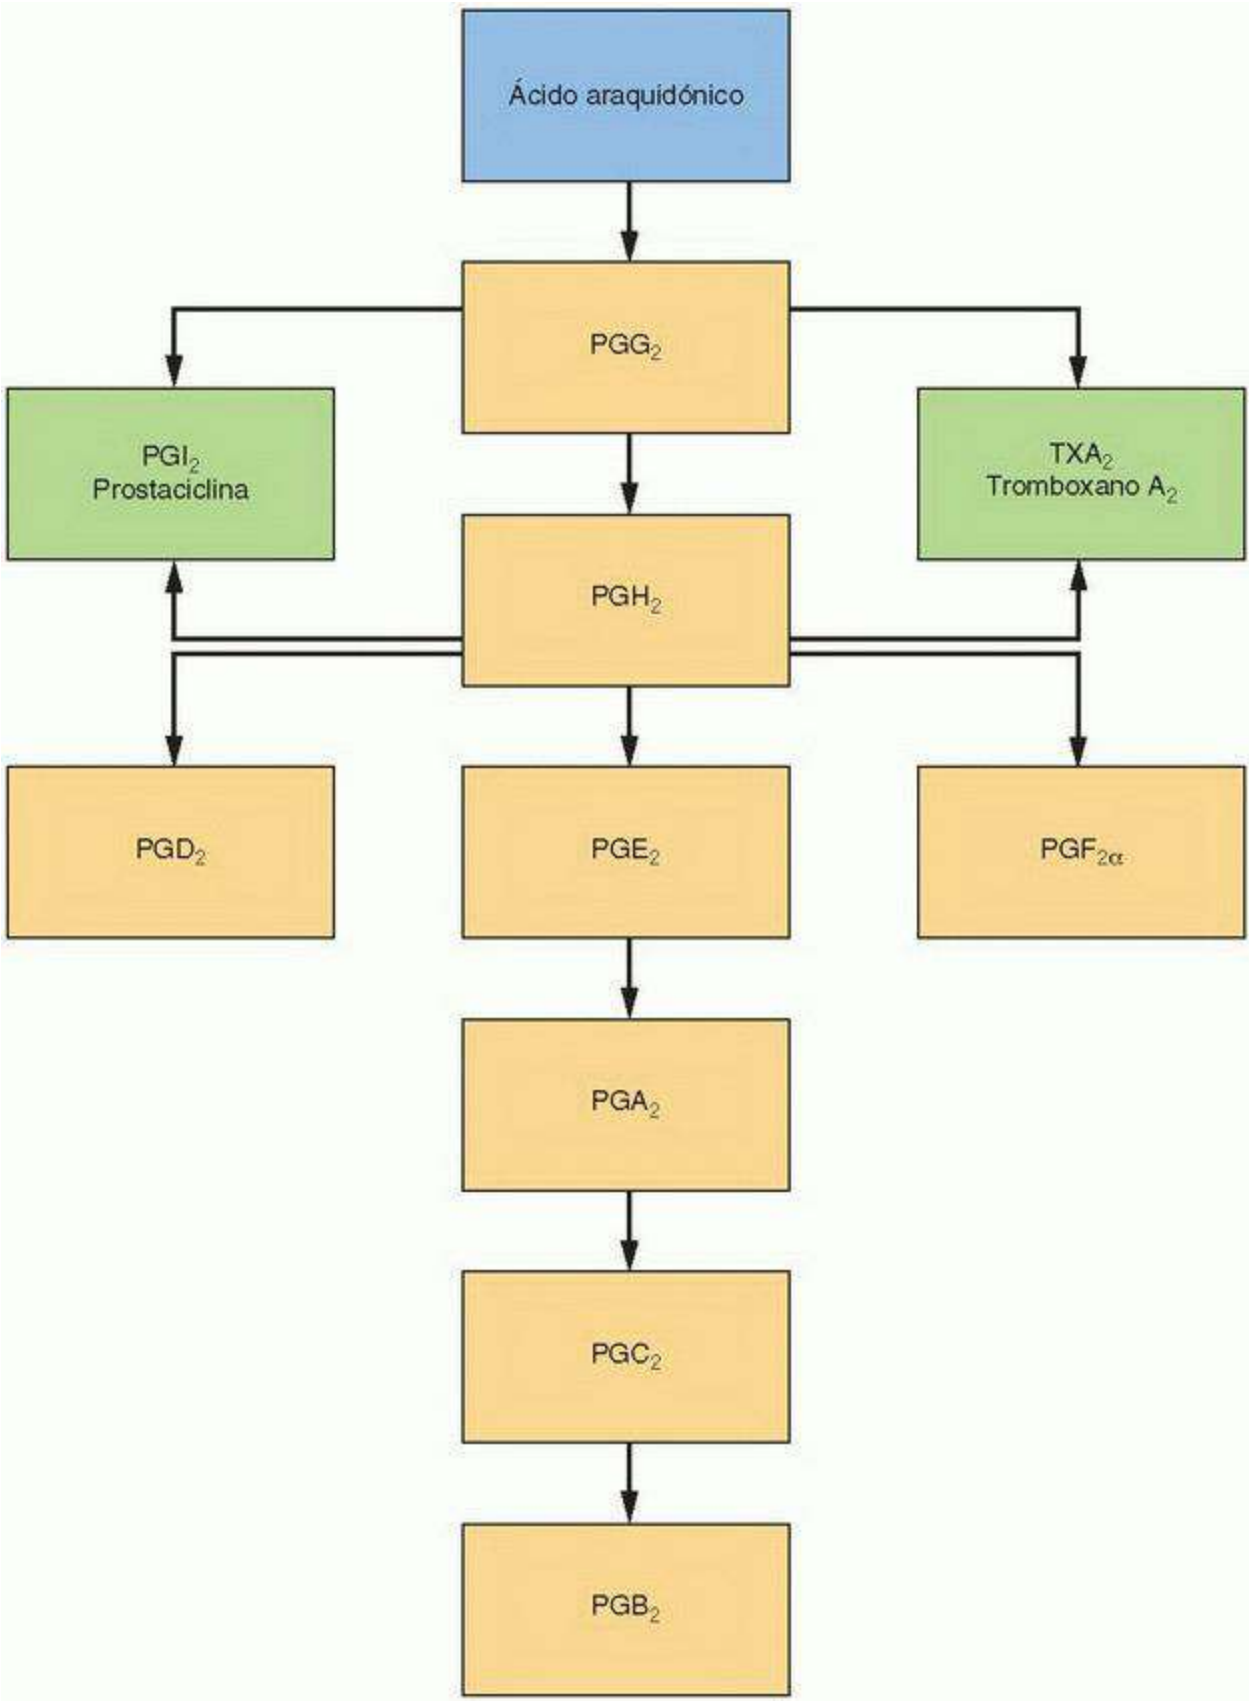 Ácido araquidónico
PGG₂
PGI₂
Prostaciclina
TXA₂
Tromboxano A₂
PGH₂
PGD₂
PGE₂
PGF₂α
PGA₂
PGC₂
PGB₂